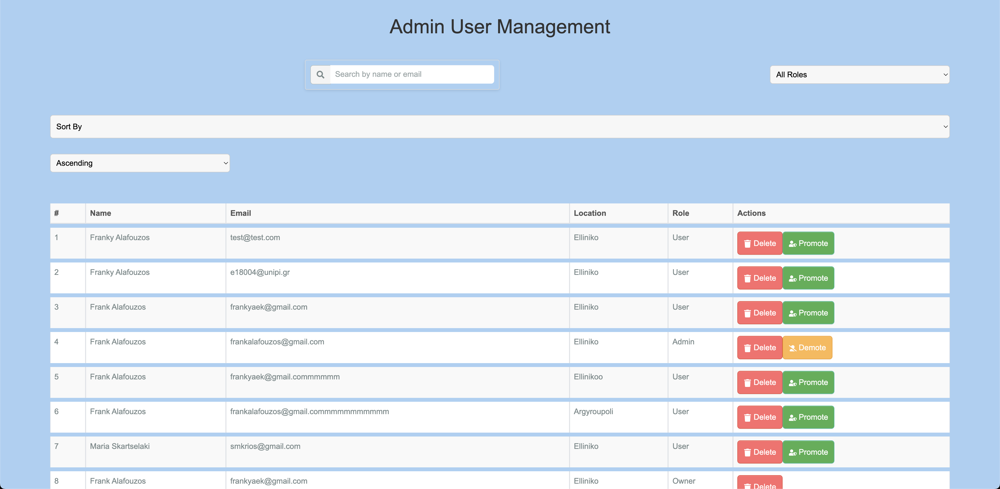 Admin User Management
Search by name or email
All Roles
Sort By
Ascending
# Name Email Location Role Actions
1 Franky Alafouzos test@test.com Elliniko User Delete Promote
2 Franky Alafouzos e18004@unipi.gr Elliniko User Delete Promote
3 Frank Alafouzos frankyaek@gmail.com Elliniko User Delete Promote
4 Frank Alafouzos frankalafouzos@gmail.com Elliniko Admin Delete Demote
5 Frank Alafouzos frankyaek@gmail.commmmmm Ellinikoo User Delete Promote
6 Frank Alafouzos frankalafouzos@gmail.commmmmmmmmmm Argyroupoli User Delete Promote
7 Maria Skartselaki smkrios@gmail.com Elliniko User Delete Promote
8 Frank Alafouzos frankyaek@gmail.com Elliniko Owner Delete